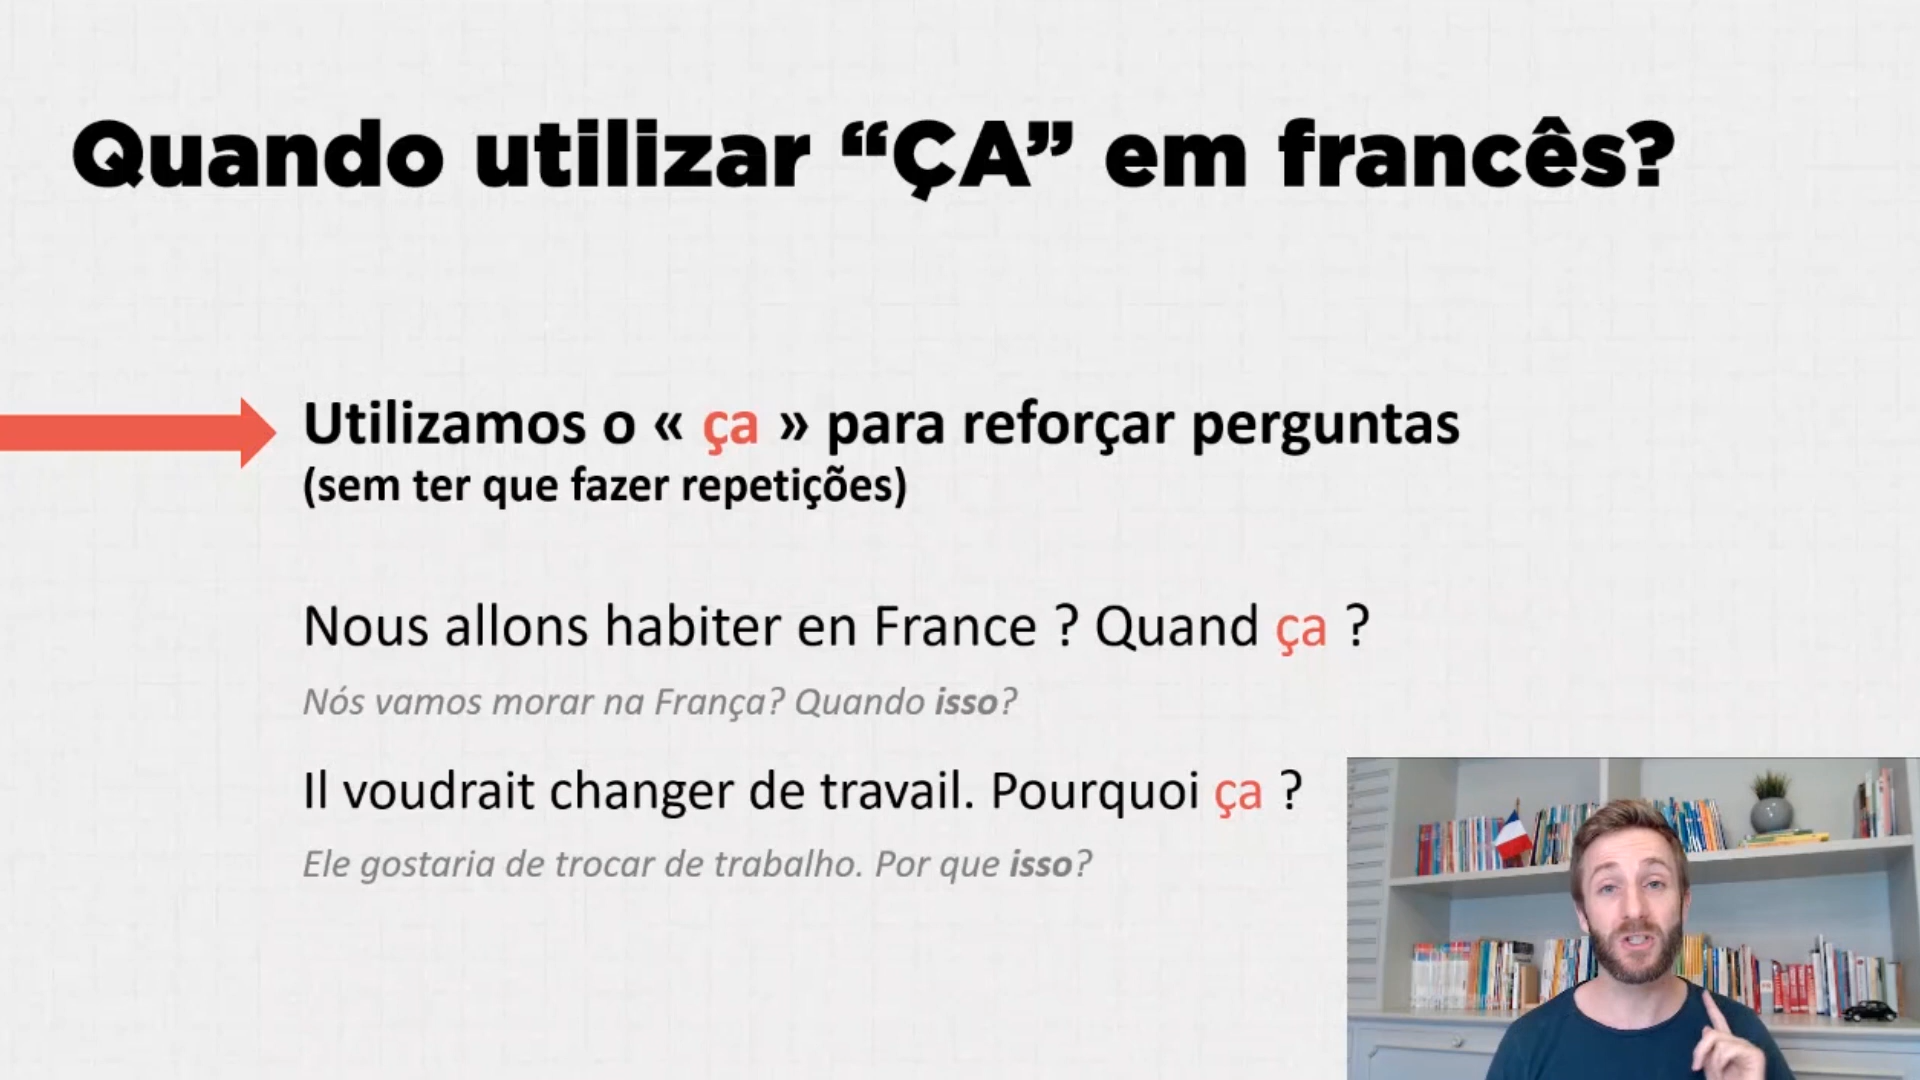 Quando utilizar “ÇA” em francês?
Utilizamos o « ça » para reforçar perguntas
(sem ter que fazer repetições)
Nous allons habiter en France ? Quand ça ?
Nós vamos morar na França? Quando isso?
Il voudrait changer de travail. Pourquoi ça ?
Ele gostaria de trocar de trabalho. Por que isso?